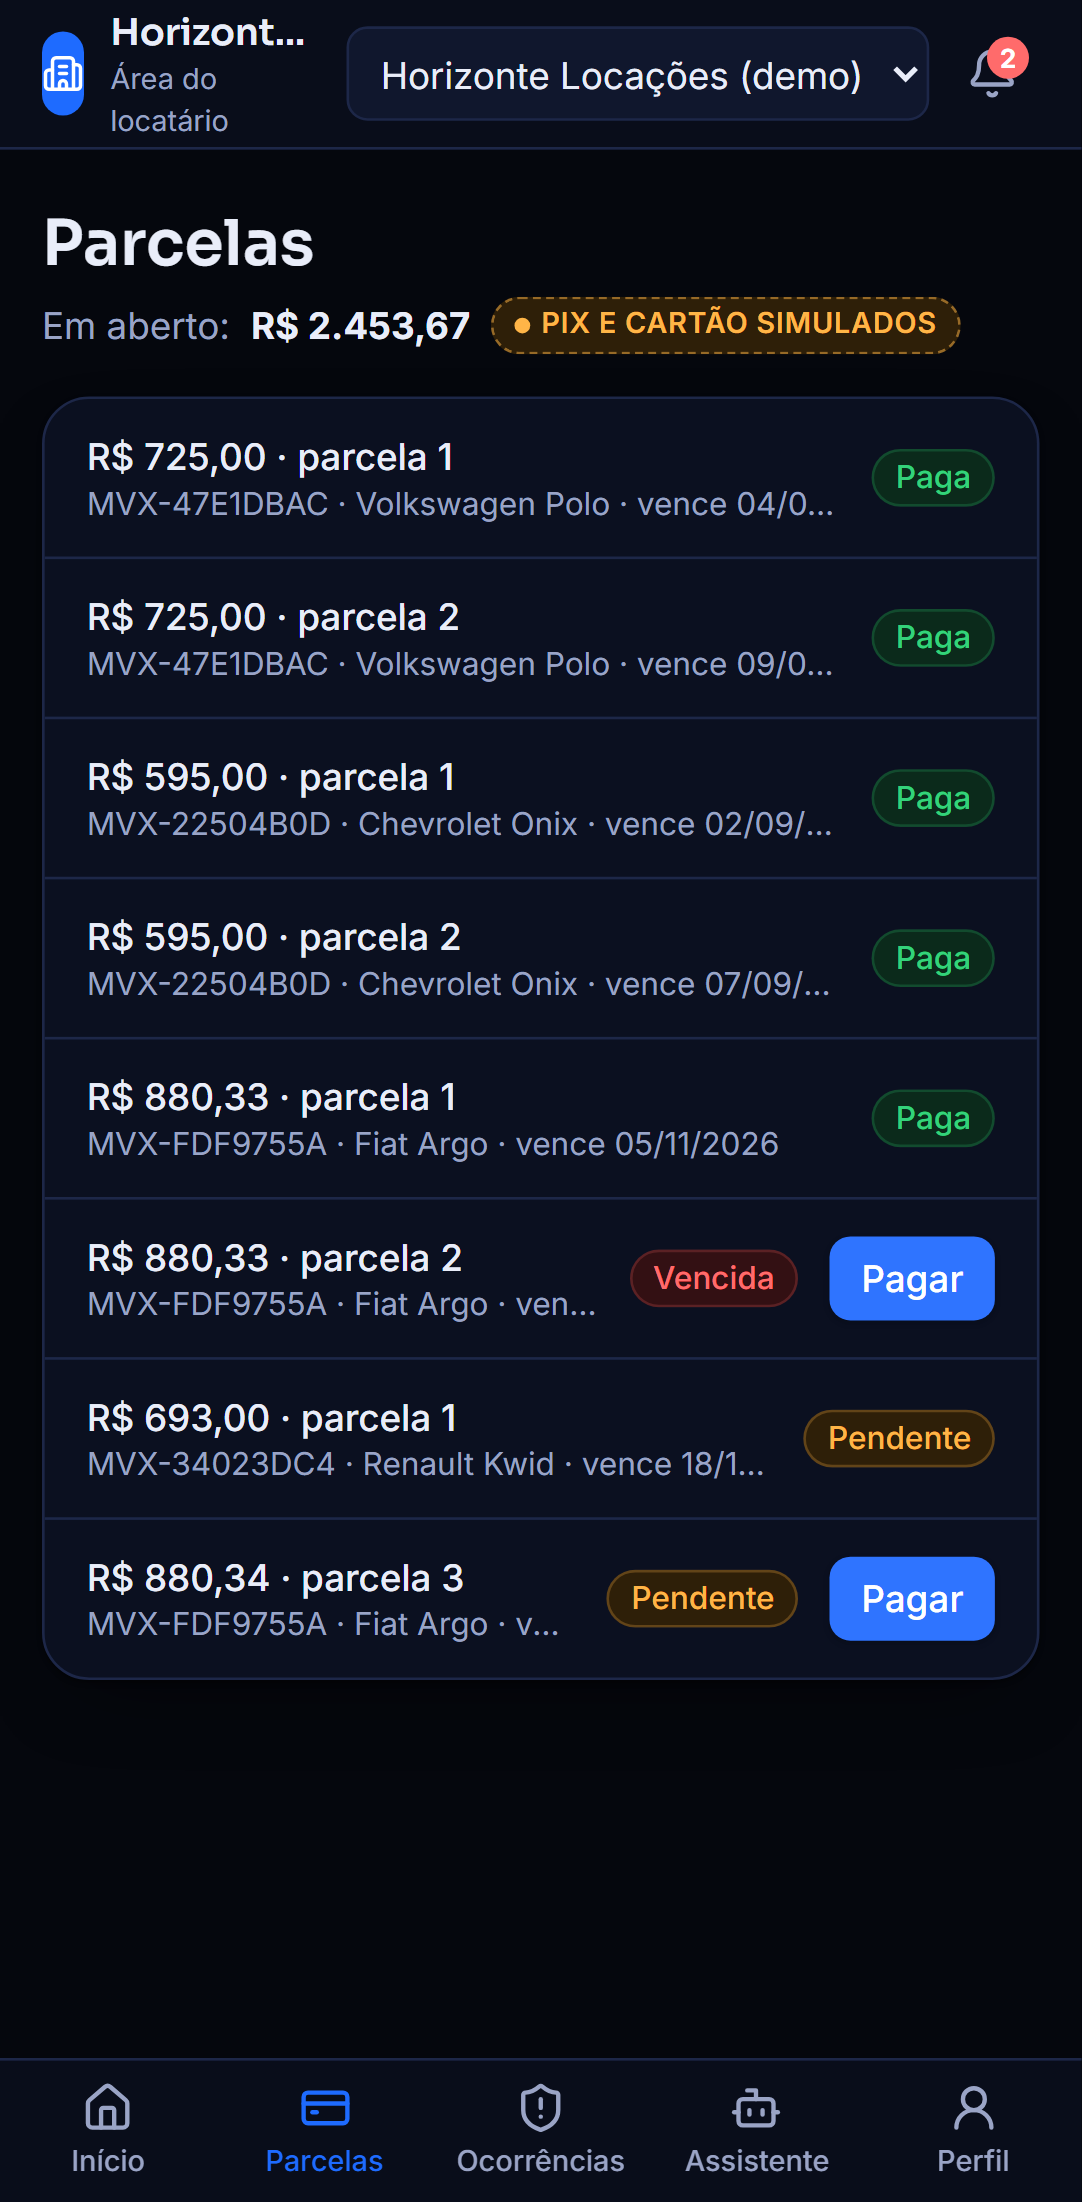 Horizont...
Área do
locatário
Horizonte Locações (demo)
2
Parcelas
Em aberto: R$ 2.453,67
PIX E CARTÃO SIMULADOS
R$ 725,00 · parcela 1
MVX-47E1DBAC · Volkswagen Polo · vence 04/0...
Paga
R$ 725,00 · parcela 2
MVX-47E1DBAC · Volkswagen Polo · vence 09/0...
Paga
R$ 595,00 · parcela 1
MVX-22504B0D · Chevrolet Onix · vence 02/09/...
Paga
R$ 595,00 · parcela 2
MVX-22504B0D · Chevrolet Onix · vence 07/09/...
Paga
R$ 880,33 · parcela 1
MVX-FDF9755A · Fiat Argo · vence 05/11/2026
Paga
R$ 880,33 · parcela 2
MVX-FDF9755A · Fiat Argo · ven...
Vencida
Pagar
R$ 693,00 · parcela 1
MVX-34023DC4 · Renault Kwid · vence 18/1...
Pendente
R$ 880,34 · parcela 3
MVX-FDF9755A · Fiat Argo · v...
Pendente
Pagar
Início
Parcelas
Ocorrências
Assistente
Perfil